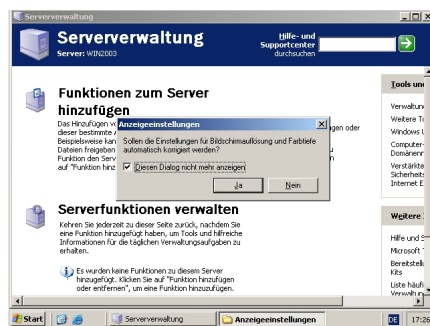 Serververwaltung
Serververwaltung
Server: WIN2003
Hilfe- und
Supportcenter
durchsuchen
Funktionen zum Server
hinzufügen
Das Hinzufügen
dieser bestimmte
Beispielsweise kan
Dateien freigeben
Funktion den Serv
auf "Funktion hinz
gen oder
Anzeigeeinstellungen
Sollen die Einstellungen für Bildschirmauflösung und Farbtiefe
automatisch korrigiert werden?
Diesen Dialog nicht mehr anzeigen
Ja
Nein
Serverfunktionen verwalten
Kehren Sie jederzeit zu dieser Seite zurück, nachdem Sie
eine Funktion hinzugefügt haben, um Tools und hilfreiche
Informationen für die täglichen Verwaltungsaufgaben zu
erhalten.
Es wurden keine Funktionen zu diesem Server
hinzugefügt. Klicken Sie auf "Funktion hinzufügen
oder entfernen", um eine Funktion hinzuzufügen.
Tools und
Verwaltun
Weitere To
Windows U
Computer-
Domänenn
Verstärkte
Sicherheits
Internet E
Weitere
Hilfe und S
Microsoft T
Bereitstell
Kits
Liste häufi
Verwaltun
Start
Serververwaltung
Anzeigeeinstellungen
DE
17:26